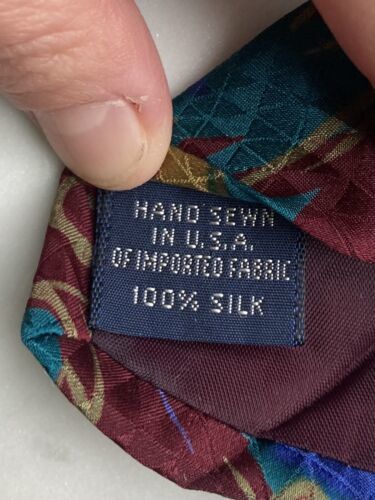 HAND SEWN
IN U.S.A.
OF IMPORTED FABRIC
100% SILK